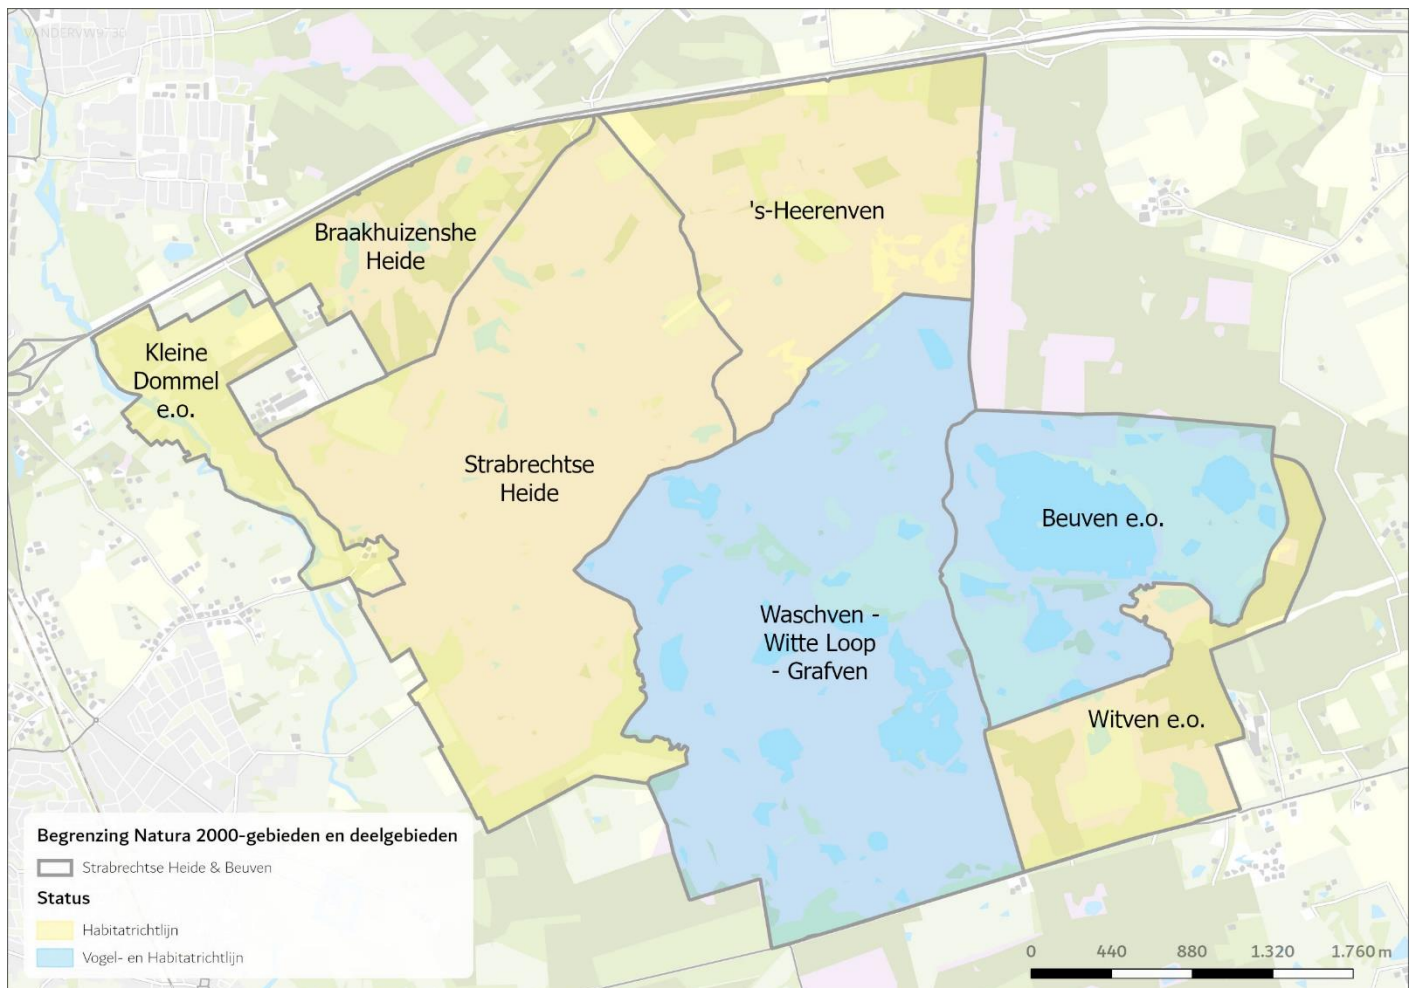 's-Heerenven
Braakhuizenshe
Heide
Kleine
Dommel
e.o.
Strabrechtse
Heide
Beuven e.o.
Waschven -
Witte Loop
- Grafven
Witven e.o.
Begrenzing Natura 2000-gebieden en deelgebieden
Strabrechtse Heide & Beuven
Status
Habitatrichtlijn
Vogel- en Habitatrichtlijn
0 440 880 1.320 1.760 m